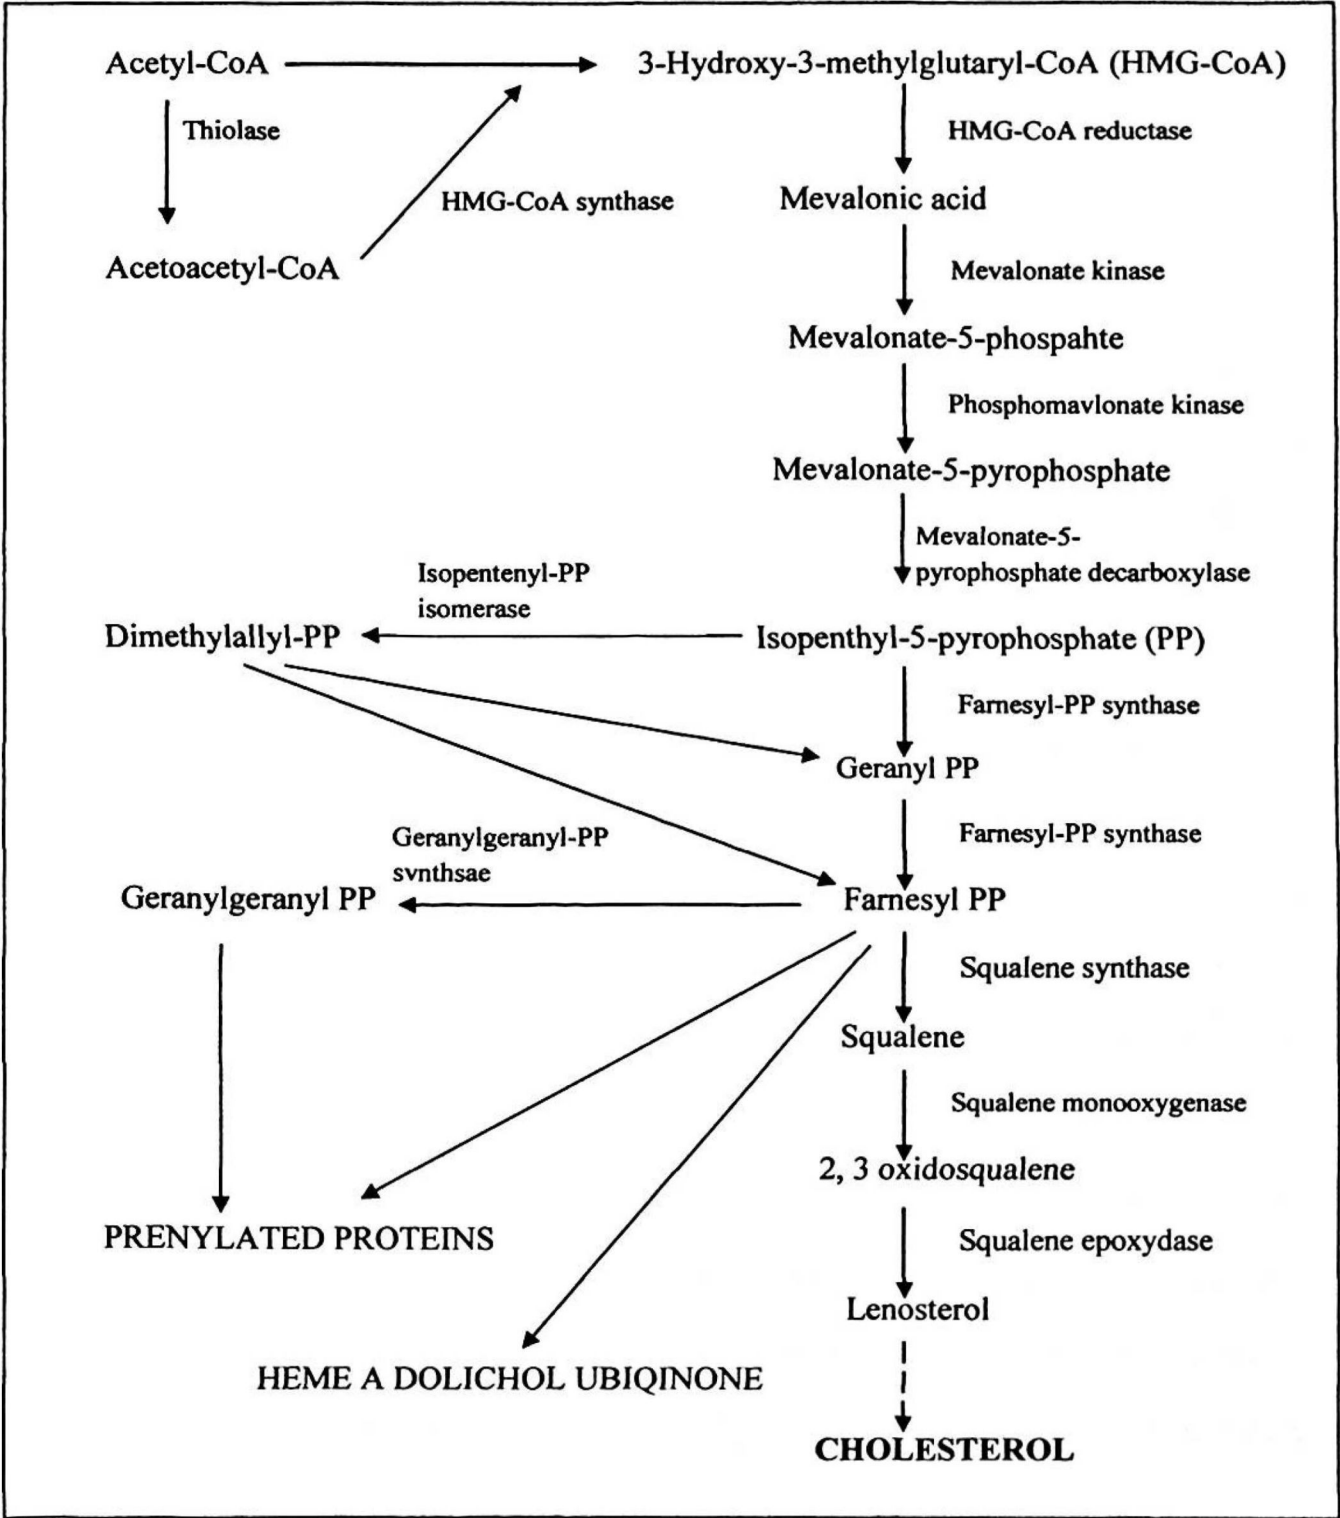 Acetyl-CoA
3-Hydroxy-3-methylglutaryl-CoA (HMG-CoA)
Thiolase
HMG-CoA reductase
HMG-CoA synthase
Mevalonic acid
Acetoacetyl-CoA
Mevalonate kinase
Mevalonate-5-phospahte
Phosphomavlonate kinase
Mevalonate-5-pyrophosphate
Mevalonate-5-
pyrophosphate decarboxylase
Isopentenyl-PP
isomerase
Dimethylallyl-PP
Isopenthyl-5-pyrophosphate (PP)
Farnesyl-PP synthase
Geranyl PP
Farnesyl-PP synthase
Geranylgeranyl-PP
synthsae
Geranylgeranyl PP
Farnesyl PP
Squalene synthase
Squalene
Squalene monooxygenase
2, 3 oxidosqualene
PRENYLATED PROTEINS
Squalene epoxydase
Lenosterol
HEME A DOLICHOL UBIQINONE
CHOLESTEROL